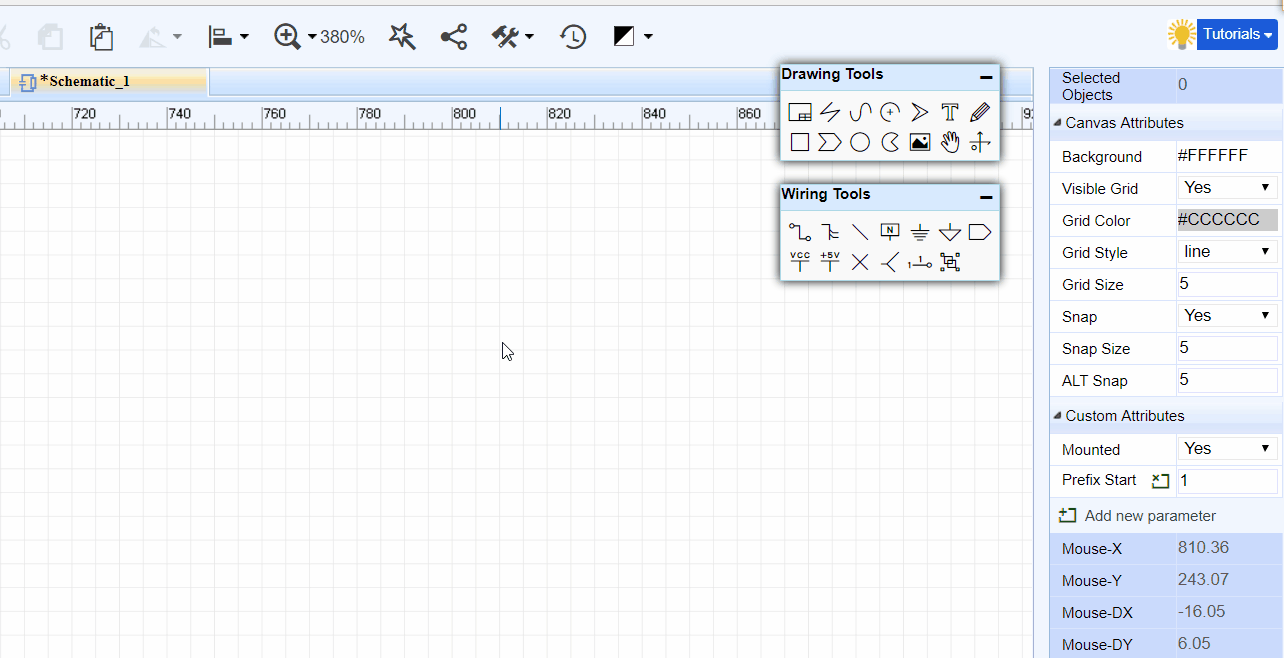 380%
Tutorials
*Schematic_1
720 740 760 780 800 820 840 860
Drawing Tools
T
Wiring Tools
N
VCC +5V 1
Selected Objects 0
Canvas Attributes
Background #FFFFFF
Visible Grid Yes
Grid Color #CCCCCC
Grid Style line
Grid Size 5
Snap Yes
Snap Size 5
ALT Snap 5
Custom Attributes
Mounted Yes
Prefix Start 1
Add new parameter
Mouse-X 810.36
Mouse-Y 243.07
Mouse-DX -16.05
Mouse-DY 6.05